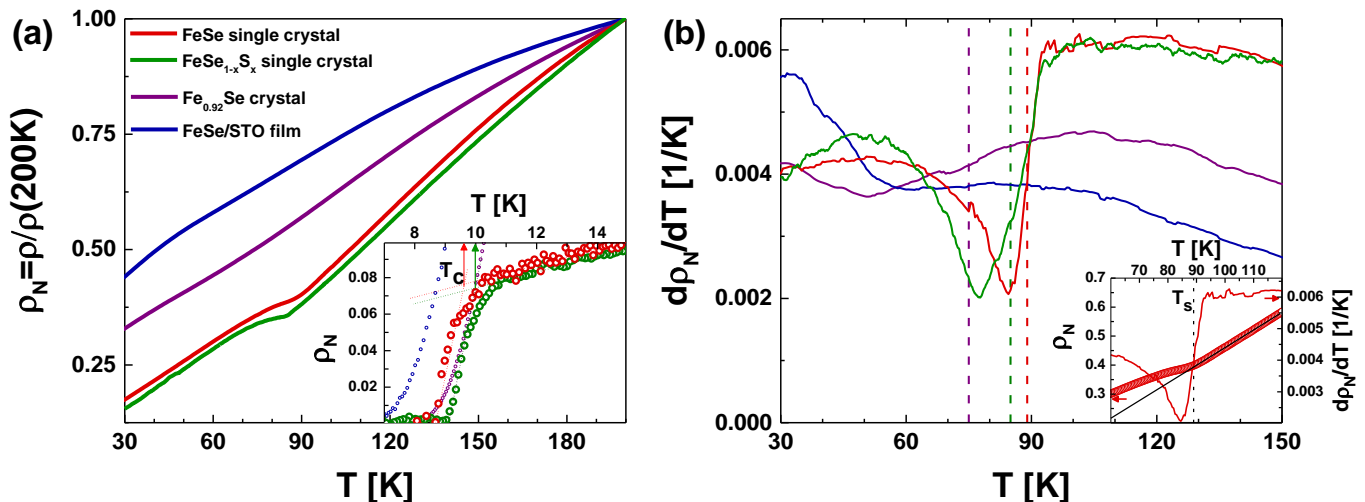 (a)
ρN=ρ/ρ(200K)
1.00
0.75
0.50
0.25
FeSe single crystal
FeSe1-xSx single crystal
Fe0.92Se crystal
FeSe/STO film
T [K]
8 10 12 14
Tc
ρN
0.08
0.06
0.04
0.02
30 60 90 120 150 180
T [K]
(b)
dρN/dT [1/K]
0.006
0.004
0.002
0.000
T [K]
80 90 100 110
Ts
ρN
0.7
0.6
0.5
0.4
0.3
0.006
0.005
0.004
0.003
dρN/dT [1/K]
30 60 90 120 150
T [K]